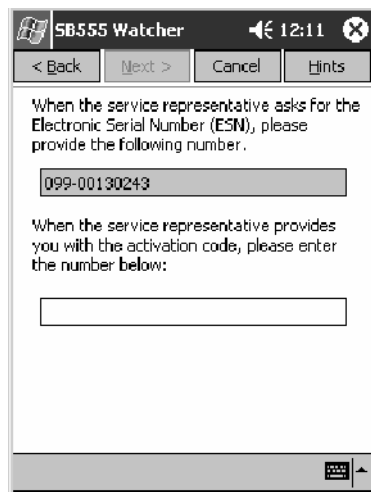 SB555 Watcher 12:11
< Back Next > Cancel Hints
When the service representative asks for the
Electronic Serial Number (ESN), please
provide the following number.
099-00130243
When the service representative provides
you with the activation code, please enter
the number below: